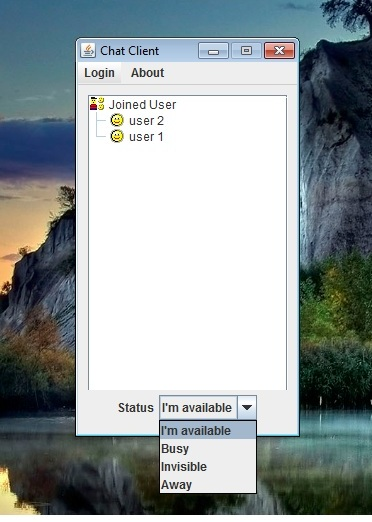 Chat Client
Login About
Joined User
user 2
user 1
Status I'm available
I'm available
Busy
Invisible
Away